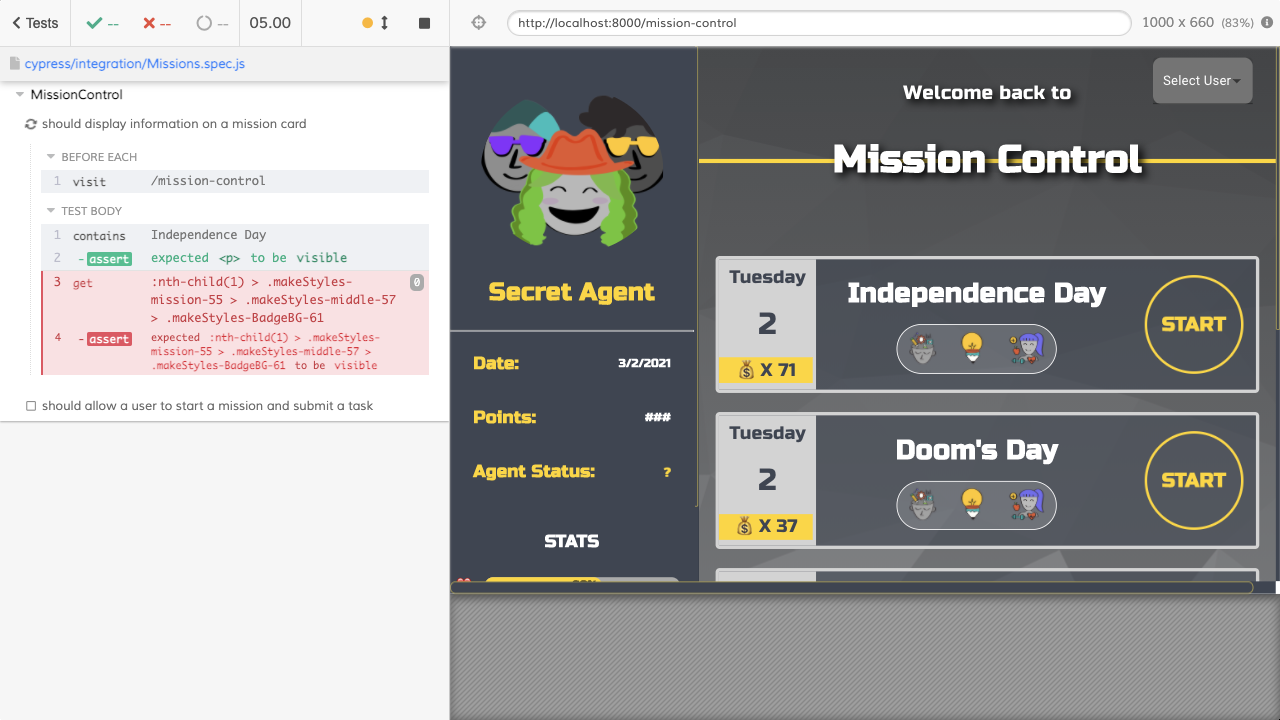 Tests
--
--
--
05.00
http://localhost:8000/mission-control
1000 x 660 (83%)
cypress/integration/Missions.spec.js
MissionControl
should display information on a mission card
BEFORE EACH
1 visit /mission-control
TEST BODY
1 contains Independence Day
2 - assert expected <p> to be visible
3 get :nth-child(1) > .makeStyles-
mission-55 > .makeStyles-middle-57
> .makeStyles-BadgeBG-61
0
4 - assert expected :nth-child(1) > .makeStyles-
mission-55 > .makeStyles-middle-57 >
.makeStyles-BadgeBG-61 to be visible
should allow a user to start a mission and submit a task
Secret Agent
Date: 3/2/2021
Points: ###
Agent Status: ?
STATS
Welcome back to
Select User
Mission Control
Tuesday
2
X 71
Independence Day
START
Tuesday
2
X 37
Doom's Day
START